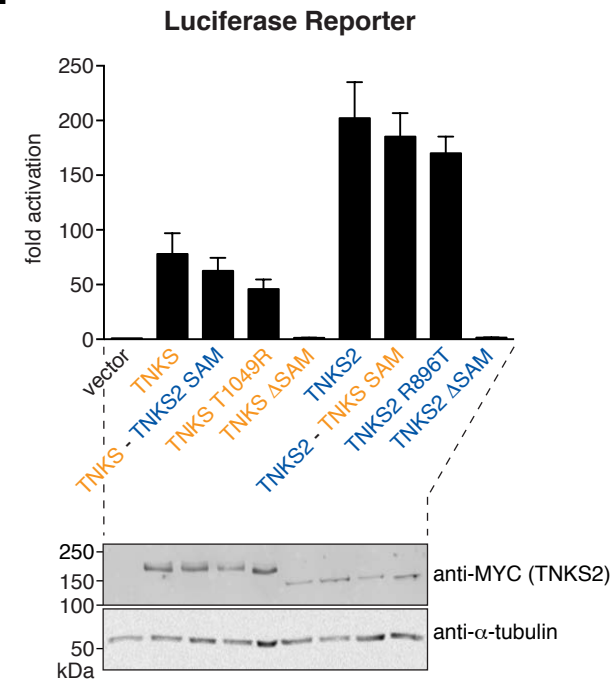 Luciferase Reporter
fold activation
250
200
150
100
50
0
vector
TNKS
TNKS - TNKS2 SAM
TNKS T1049R
TNKS ΔSAM
TNKS2
TNKS2 - TNKS SAM
TNKS2 R896T
TNKS2 ΔSAM
250
150
100
anti-MYC (TNKS2)
50
kDa
anti-α-tubulin